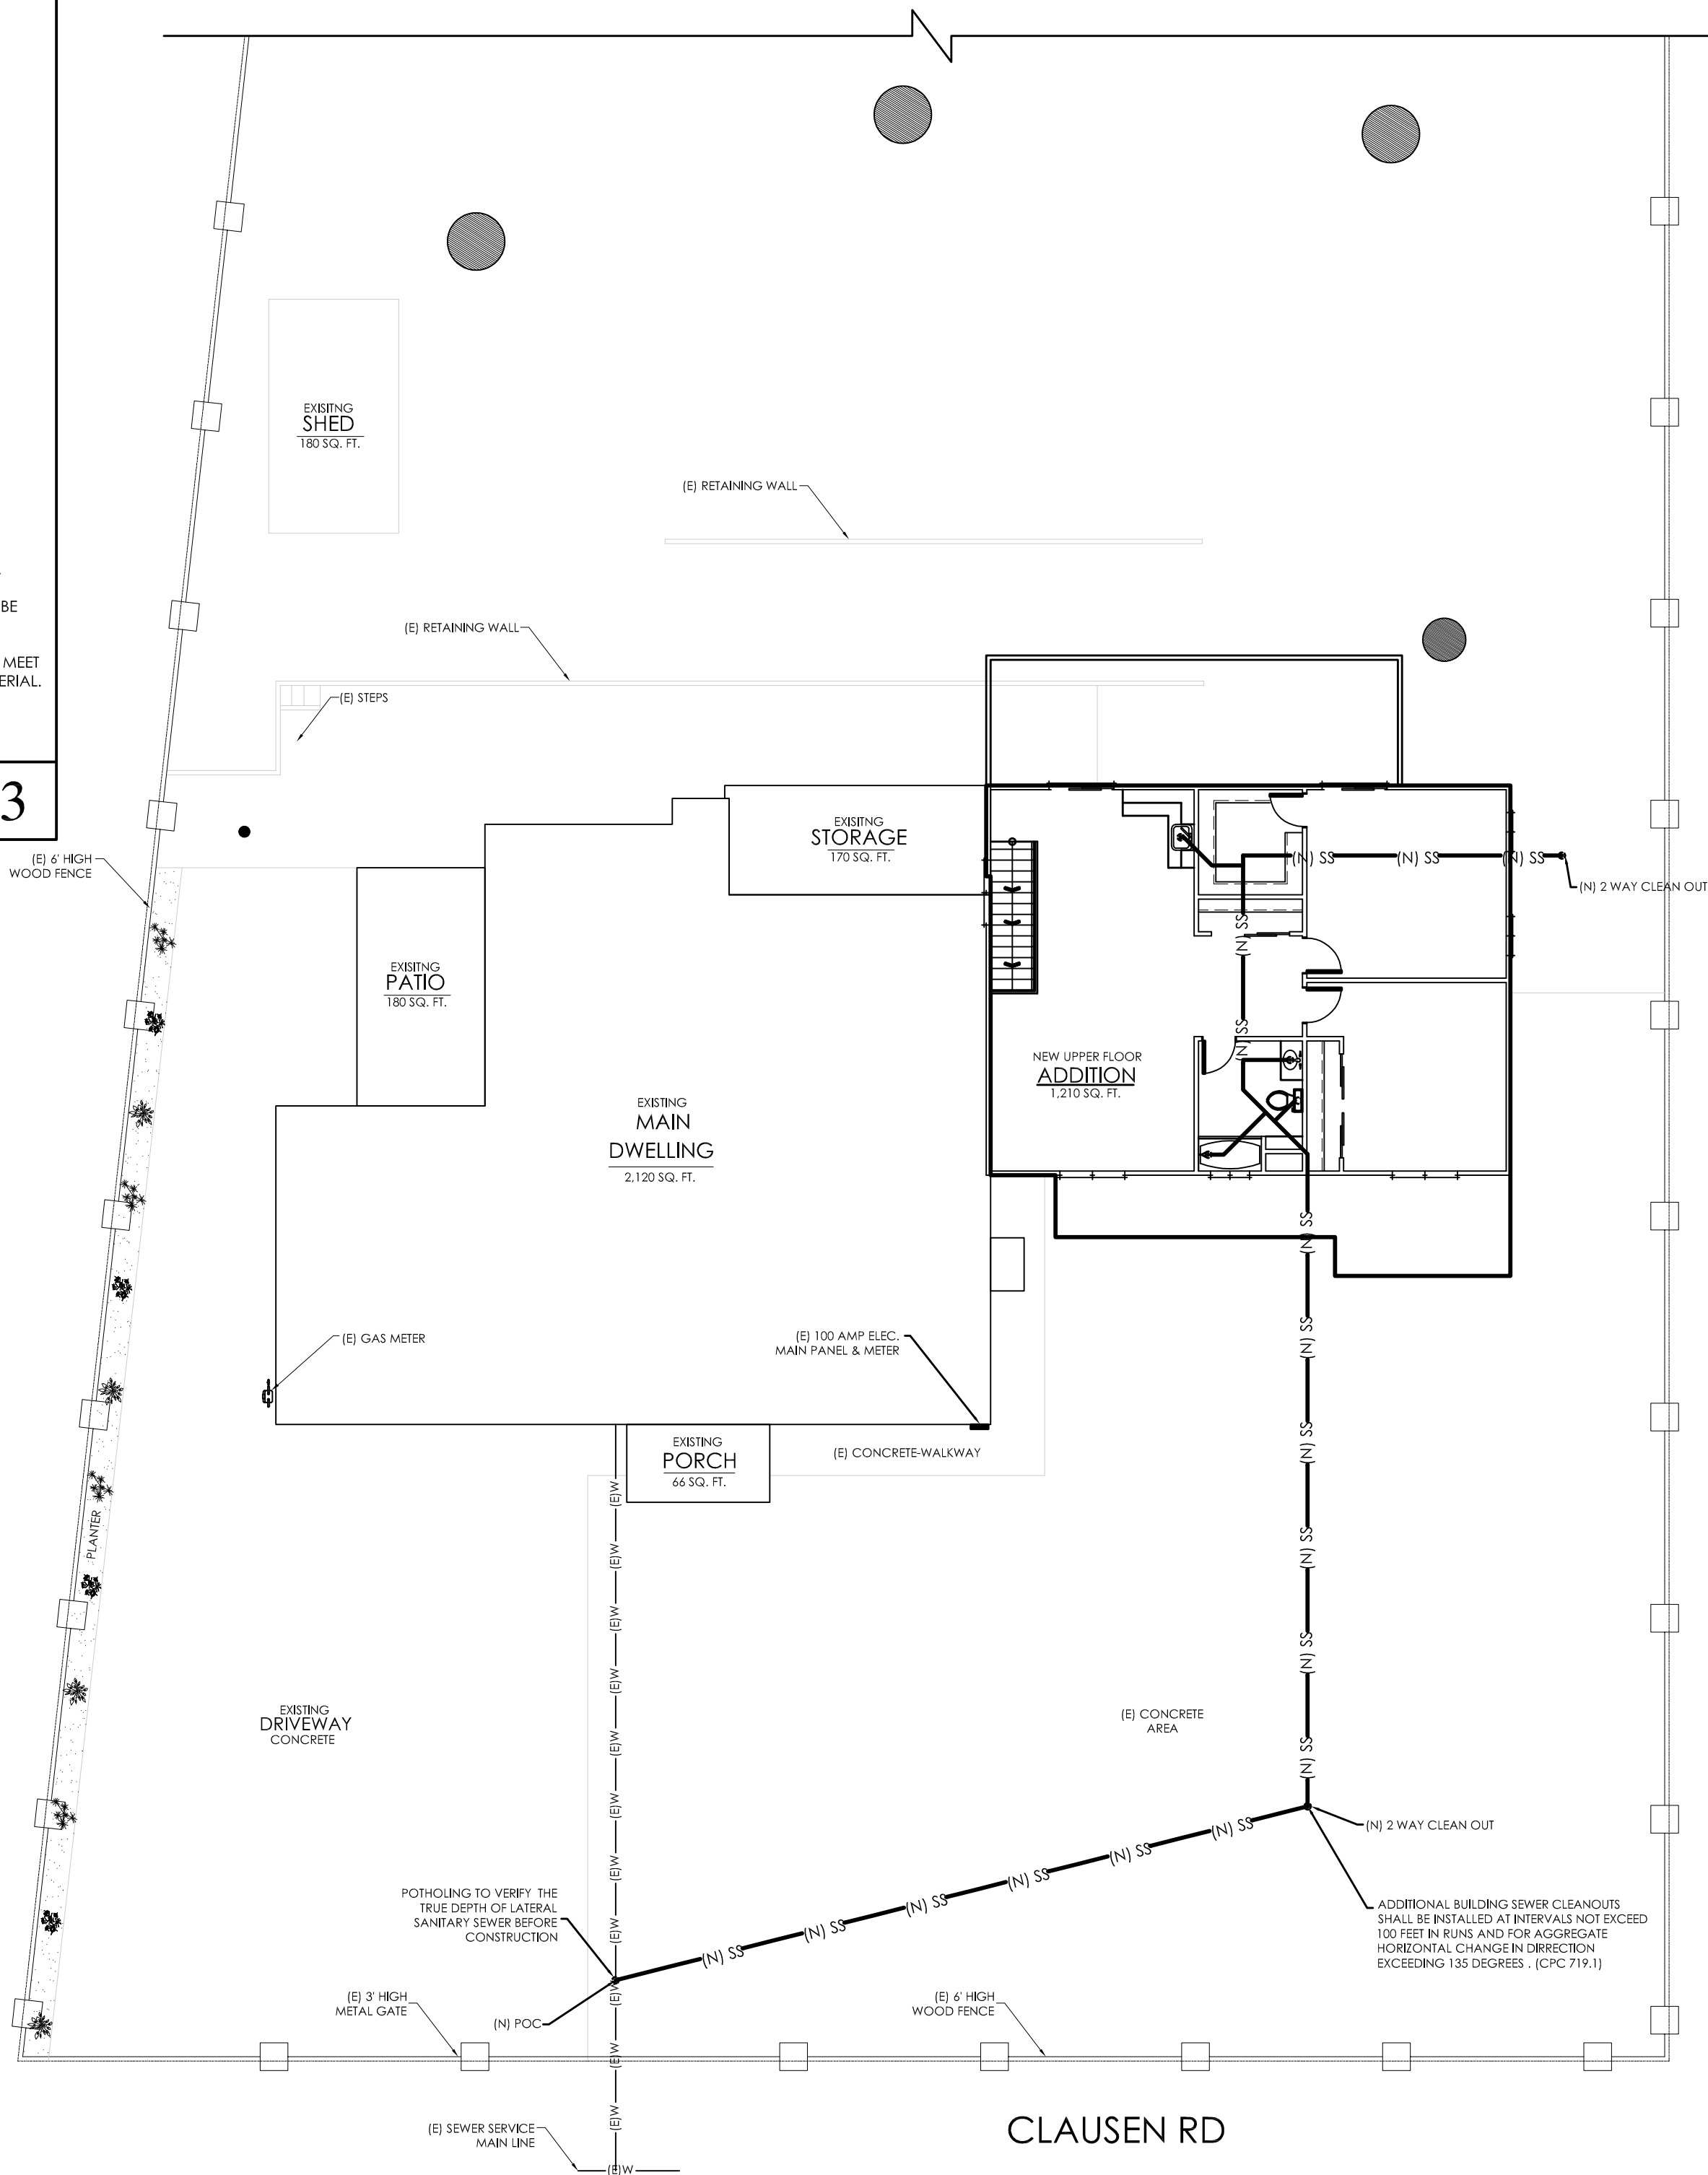 BE
MEET
ERIAL.
3
EXISITNG
SHED
180 SQ. FT.
(E) RETAINING WALL
(E) RETAINING WALL
(E) STEPS
(E) 6' HIGH
WOOD FENCE
EXISITNG
STORAGE
170 SQ. FT.
(N) SS
(N) SS
(N) SS
(N) 2 WAY CLEAN OUT
(N) SS
(N) SS
EXISITNG
PATIO
180 SQ. FT.
NEW UPPER FLOOR
ADDITION
1,210 SQ. FT.
EXISTING
MAIN
DWELLING
2,120 SQ. FT.
(N) SS
(N) SS
(N) SS
(N) SS
(N) SS
(N) SS
(E) GAS METER
(E) 100 AMP ELEC.
MAIN PANEL & METER
EXISTING
PORCH
66 SQ. FT.
(E) CONCRETE-WALKWAY
PLANTER
(E)W
(E)W
(E)W
(E)W
(E)W
(E)W
(E)W
(E)W
(E)W
(E)W
(E)W
EXISTING
DRIVEWAY
CONCRETE
(E) CONCRETE
AREA
(N) 2 WAY CLEAN OUT
(N) SS
(N) SS
(N) SS
(N) SS
(N) SS
(N) SS
POTHOLING TO VERIFY THE
TRUE DEPTH OF LATERAL
SANITARY SEWER BEFORE
CONSTRUCTION
ADDITIONAL BUILDING SEWER CLEANOUTS
SHALL BE INSTALLED AT INTERVALS NOT EXCEED
100 FEET IN RUNS AND FOR AGGREGATE
HORIZONTAL CHANGE IN DIRRECTION
EXCEEDING 135 DEGREES . (CPC 719.1)
(E) 3' HIGH
METAL GATE
(N) POC
(E) 6' HIGH
WOOD FENCE
(E) SEWER SERVICE
MAIN LINE
(E)W
CLAUSEN RD